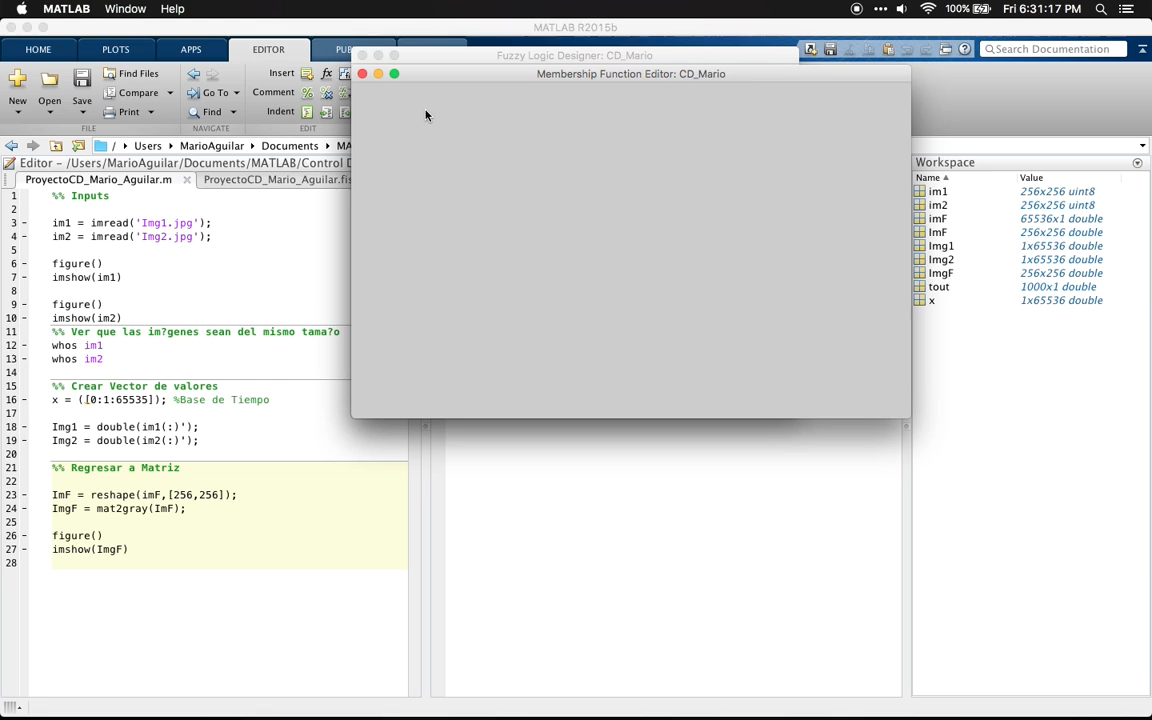 MATLAB Window Help 100% Fri 6:31:17 PM
MATLAB R2015b
HOME PLOTS APPS EDITOR Search Documentation
Fuzzy Logic Designer: CD_Mario
Membership Function Editor: CD_Mario
New Open Save Find Files Compare Print Go To Find Insert Comment Indent
FILE NAVIGATE EDIT
/ Users MarioAguilar Documents
Editor - /Users/MarioAguilar/Documents/MATLAB/Control
ProyectoCD_Mario_Aguilar.m ProyectoCD_Mario_Aguilar.fis
1 %% Inputs
2
3 - im1 = imread('Img1.jpg');
4 - im2 = imread('Img2.jpg');
5
6 - figure()
7 - imshow(im1)
8
9 - figure()
10 - imshow(im2)
11 %% Ver que las im?genes sean del mismo tama?o
12 - whos im1
13 - whos im2
14
15 %% Crear Vector de valores
16 - x = ([0:1:65535]); %Base de Tiempo
17
18 - Img1 = double(im1(:)');
19 - Img2 = double(im2(:)');
20
21 %% Regresar a Matriz
22
23 - ImF = reshape(imF,[256,256]);
24 - ImgF = mat2gray(ImF);
25
26 - figure()
27 - imshow(ImgF)
28
Workspace
Name Value
im1 256x256 uint8
im2 256x256 uint8
imF 65536x1 double
ImF 256x256 double
Img1 1x65536 double
Img2 1x65536 double
ImgF 256x256 double
tout 1000x1 double
x 1x65536 double